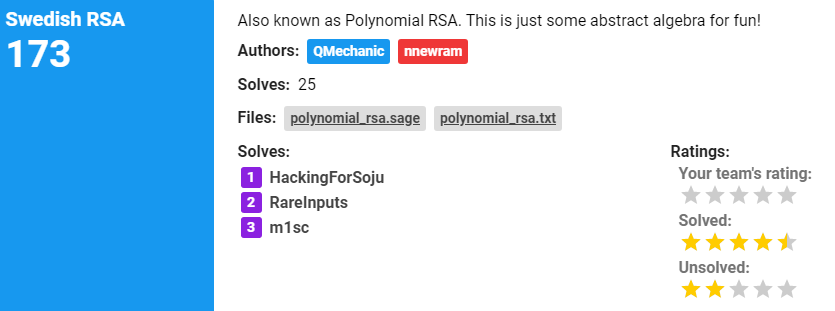 Swedish RSA
173
Also known as Polynomial RSA. This is just some abstract algebra for fun!
Authors: QMechanic nnewram
Solves: 25
Files: polynomial_rsa.sage polynomial_rsa.txt
Solves:
1 HackingForSoju
2 RareInputs
3 m1sc
Ratings:
Your team's rating:
Solved:
Unsolved: